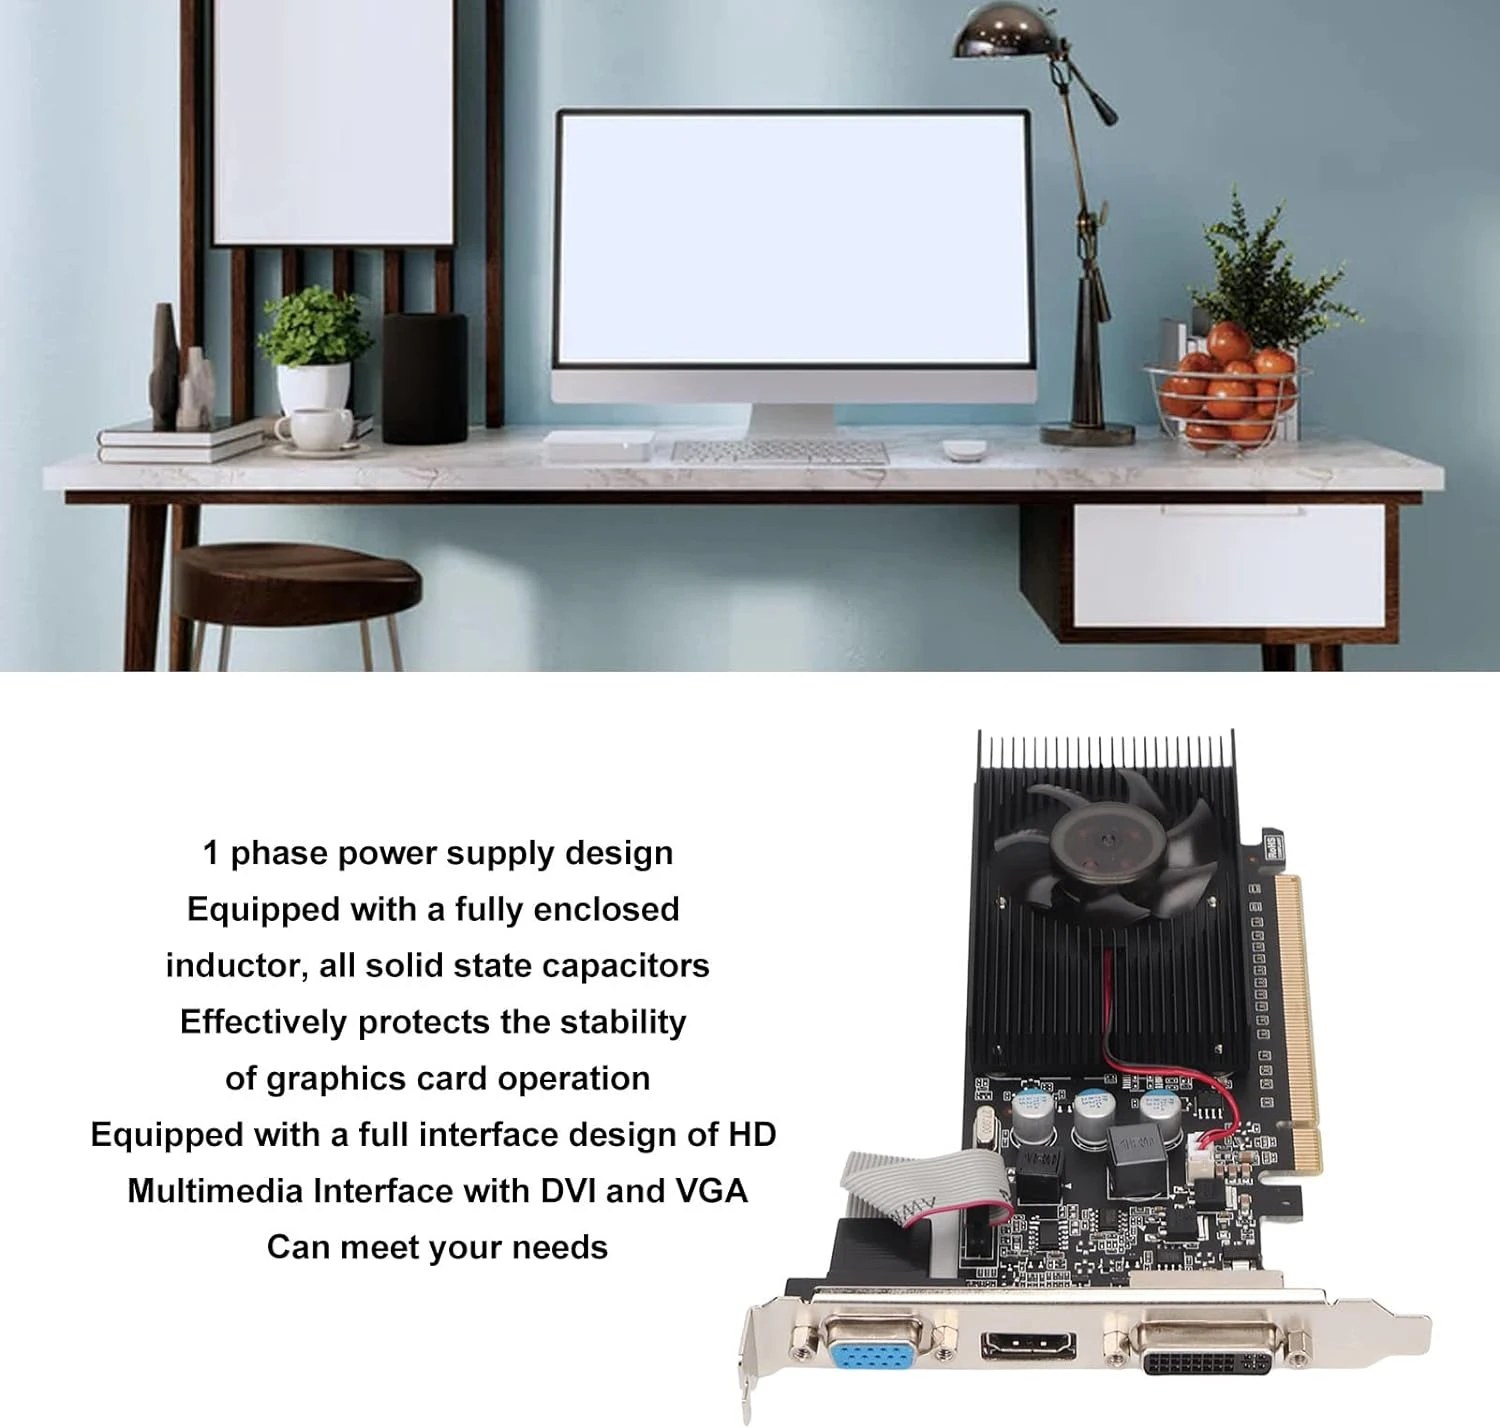 1 phase power supply design
Equipped with a fully enclosed
inductor, all solid state capacitors
Effectively protects the stability
of graphics card operation
Equipped with a full interface design of HD
Multimedia Interface with DVI and VGA
Can meet your needs
RoHS